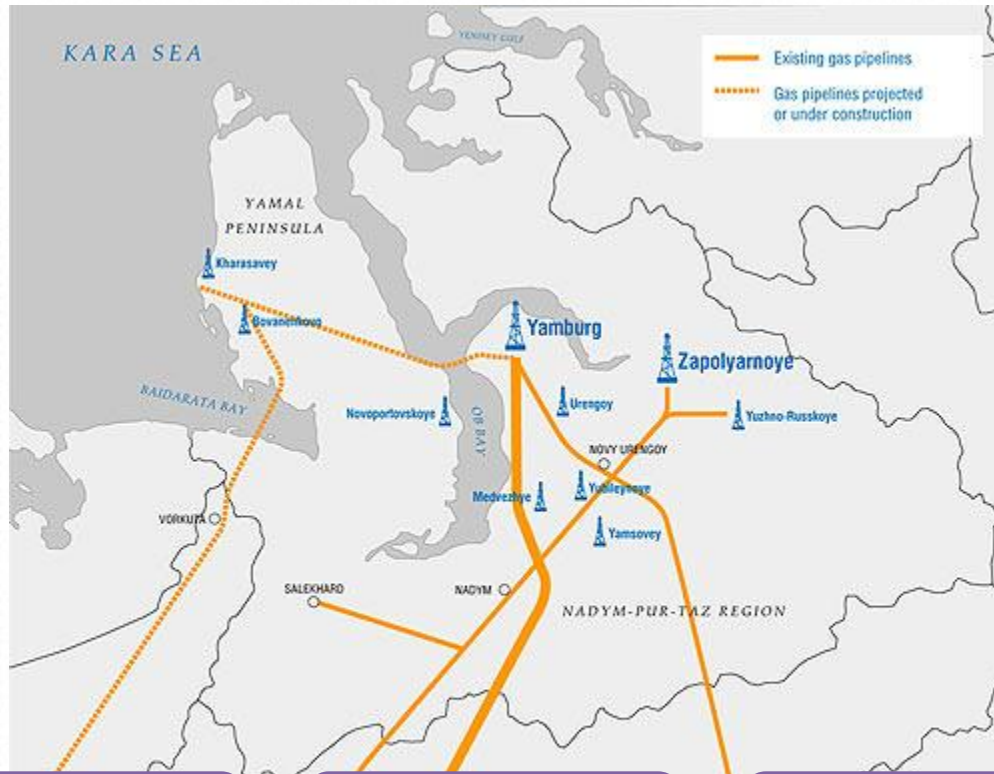 KARA SEA
YENISEY GULF
Existing gas pipelines
Gas pipelines projected
or under construction
YAMAL
PENINSULA
Kharasavey
Bovanenkovo
Yamburg
Zapolyarnoye
BAIDARATA BAY
Novoportovskoye
OB BAY
Urengoy
Yuzhno-Russkoye
NOVY URENGOY
Medvezhye
Yubileynoye
VORKUTA
Yamsovey
SALEKHARD
NADYM
NADYM-PUR-TAZ REGION